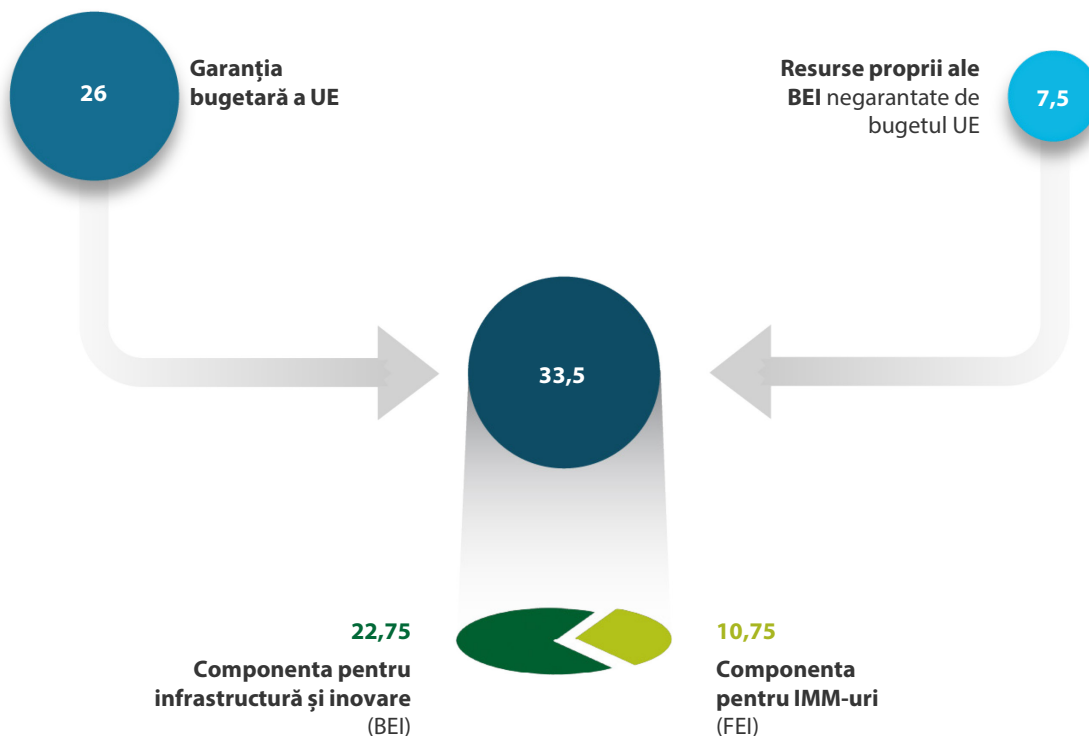 26
Garanția
bugetară a UE
Resurse proprii ale
BEI negarantate de
bugetul UE
7,5
33,5
22,75
Componenta pentru
infrastructură și inovare
(BEI)
10,75
Componenta
pentru IMM-uri
(FEI)